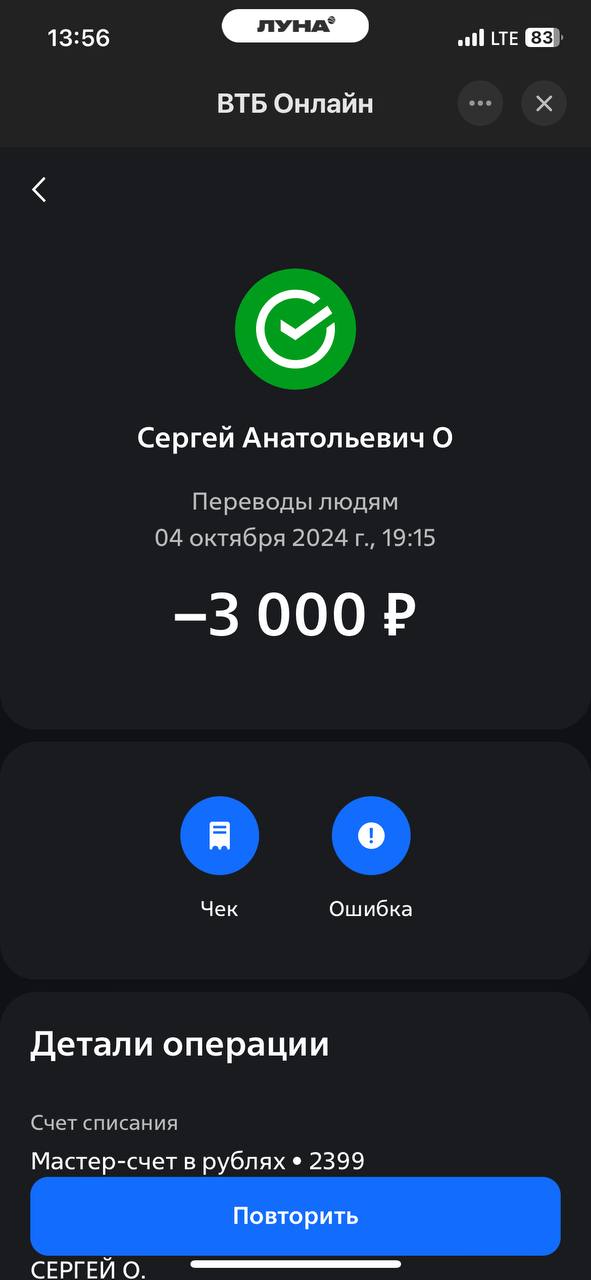 13:56
ЛУНА
LTE 83
ВТБ Онлайн
Сергей Анатольевич О
Переводы людям
04 октября 2024 г., 19:15
–3 000 ₽
Чек
Ошибка
Детали операции
Счет списания
Мастер-счет в рублях • 2399
Повторить
СЕРГЕЙ О.